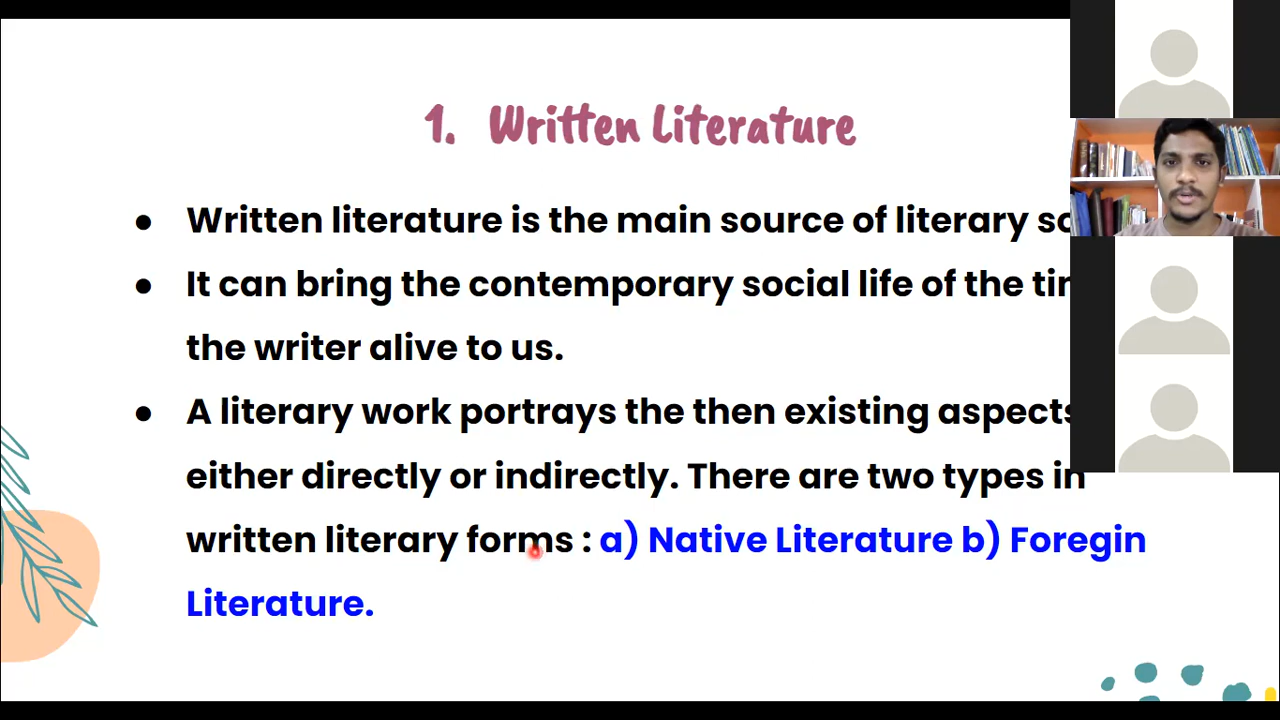 1. Written Literature
● Written literature is the main source of literary
● It can bring the contemporary social life of the
the writer alive to us.
● A literary work portrays the then existing aspects
either directly or indirectly. There are two types in
written literary forms : a) Native Literature b) Foregin
Literature.